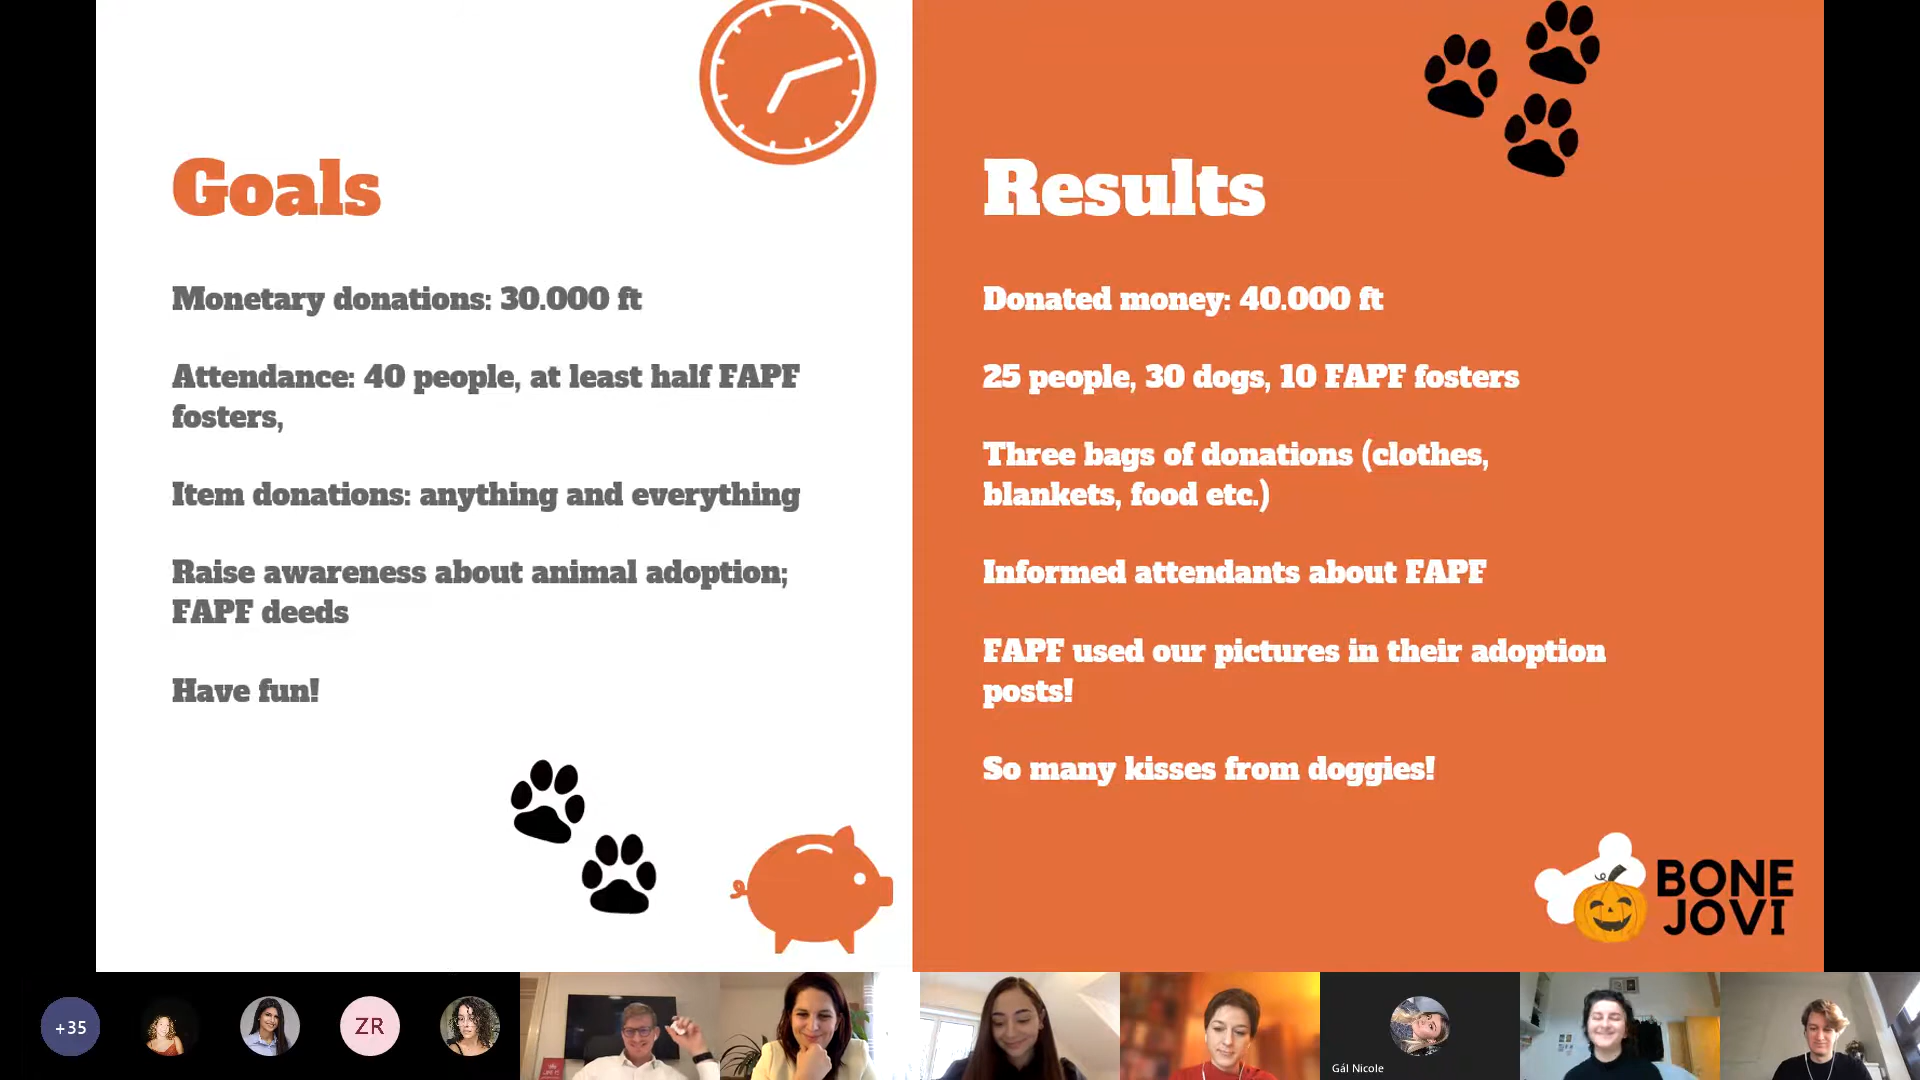 Goals
Monetary donations: 30.000 ft
Attendance: 40 people, at least half FAPF
fosters,
Item donations: anything and everything
Raise awareness about animal adoption;
FAPF deeds
Have fun!
Results
Donated money: 40.000 ft
25 people, 30 dogs, 10 FAPF fosters
Three bags of donations (clothes,
blankets, food etc.)
Informed attendants about FAPF
FAPF used our pictures in their adoption
posts!
So many kisses from doggies!
BONE
JOVI
+35
ZR
Gál Nicole